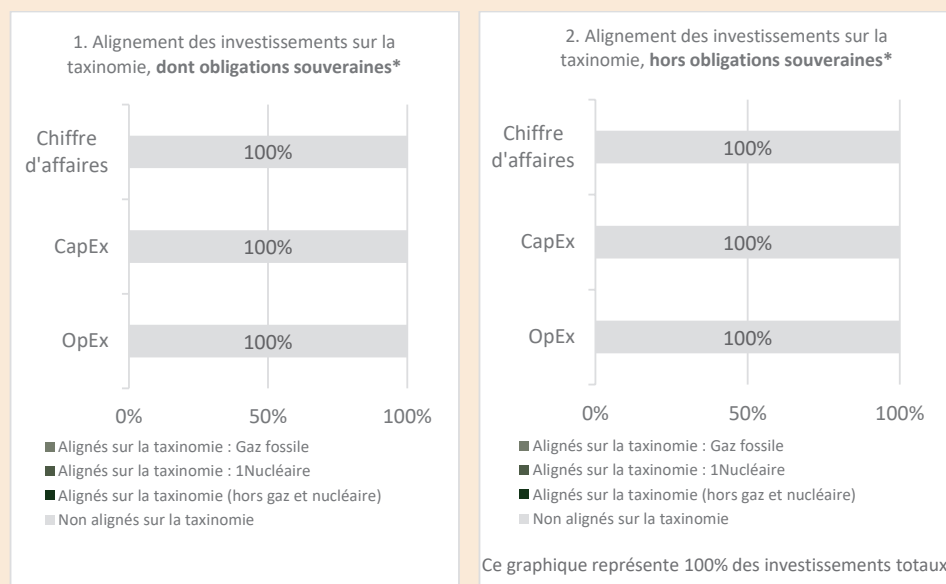 1. Alignement des investissements sur la
taxinomie, dont obligations souveraines*
Chiffre
d'affaires
100%
CapEx
100%
OpEx
100%
0%
50%
100%
Alignés sur la taxinomie : Gaz fossile
Alignés sur la taxinomie : 1Nucléaire
Alignés sur la taxinomie (hors gaz et nucléaire)
Non alignés sur la taxinomie
2. Alignement des investissements sur la
taxinomie, hors obligations souveraines*
Chiffre
d'affaires
100%
CapEx
100%
OpEx
100%
0%
50%
100%
Alignés sur la taxinomie : Gaz fossile
Alignés sur la taxinomie : 1Nucléaire
Alignés sur la taxinomie (hors gaz et nucléaire)
Non alignés sur la taxinomie
Ce graphique représente 100% des investissements totaux